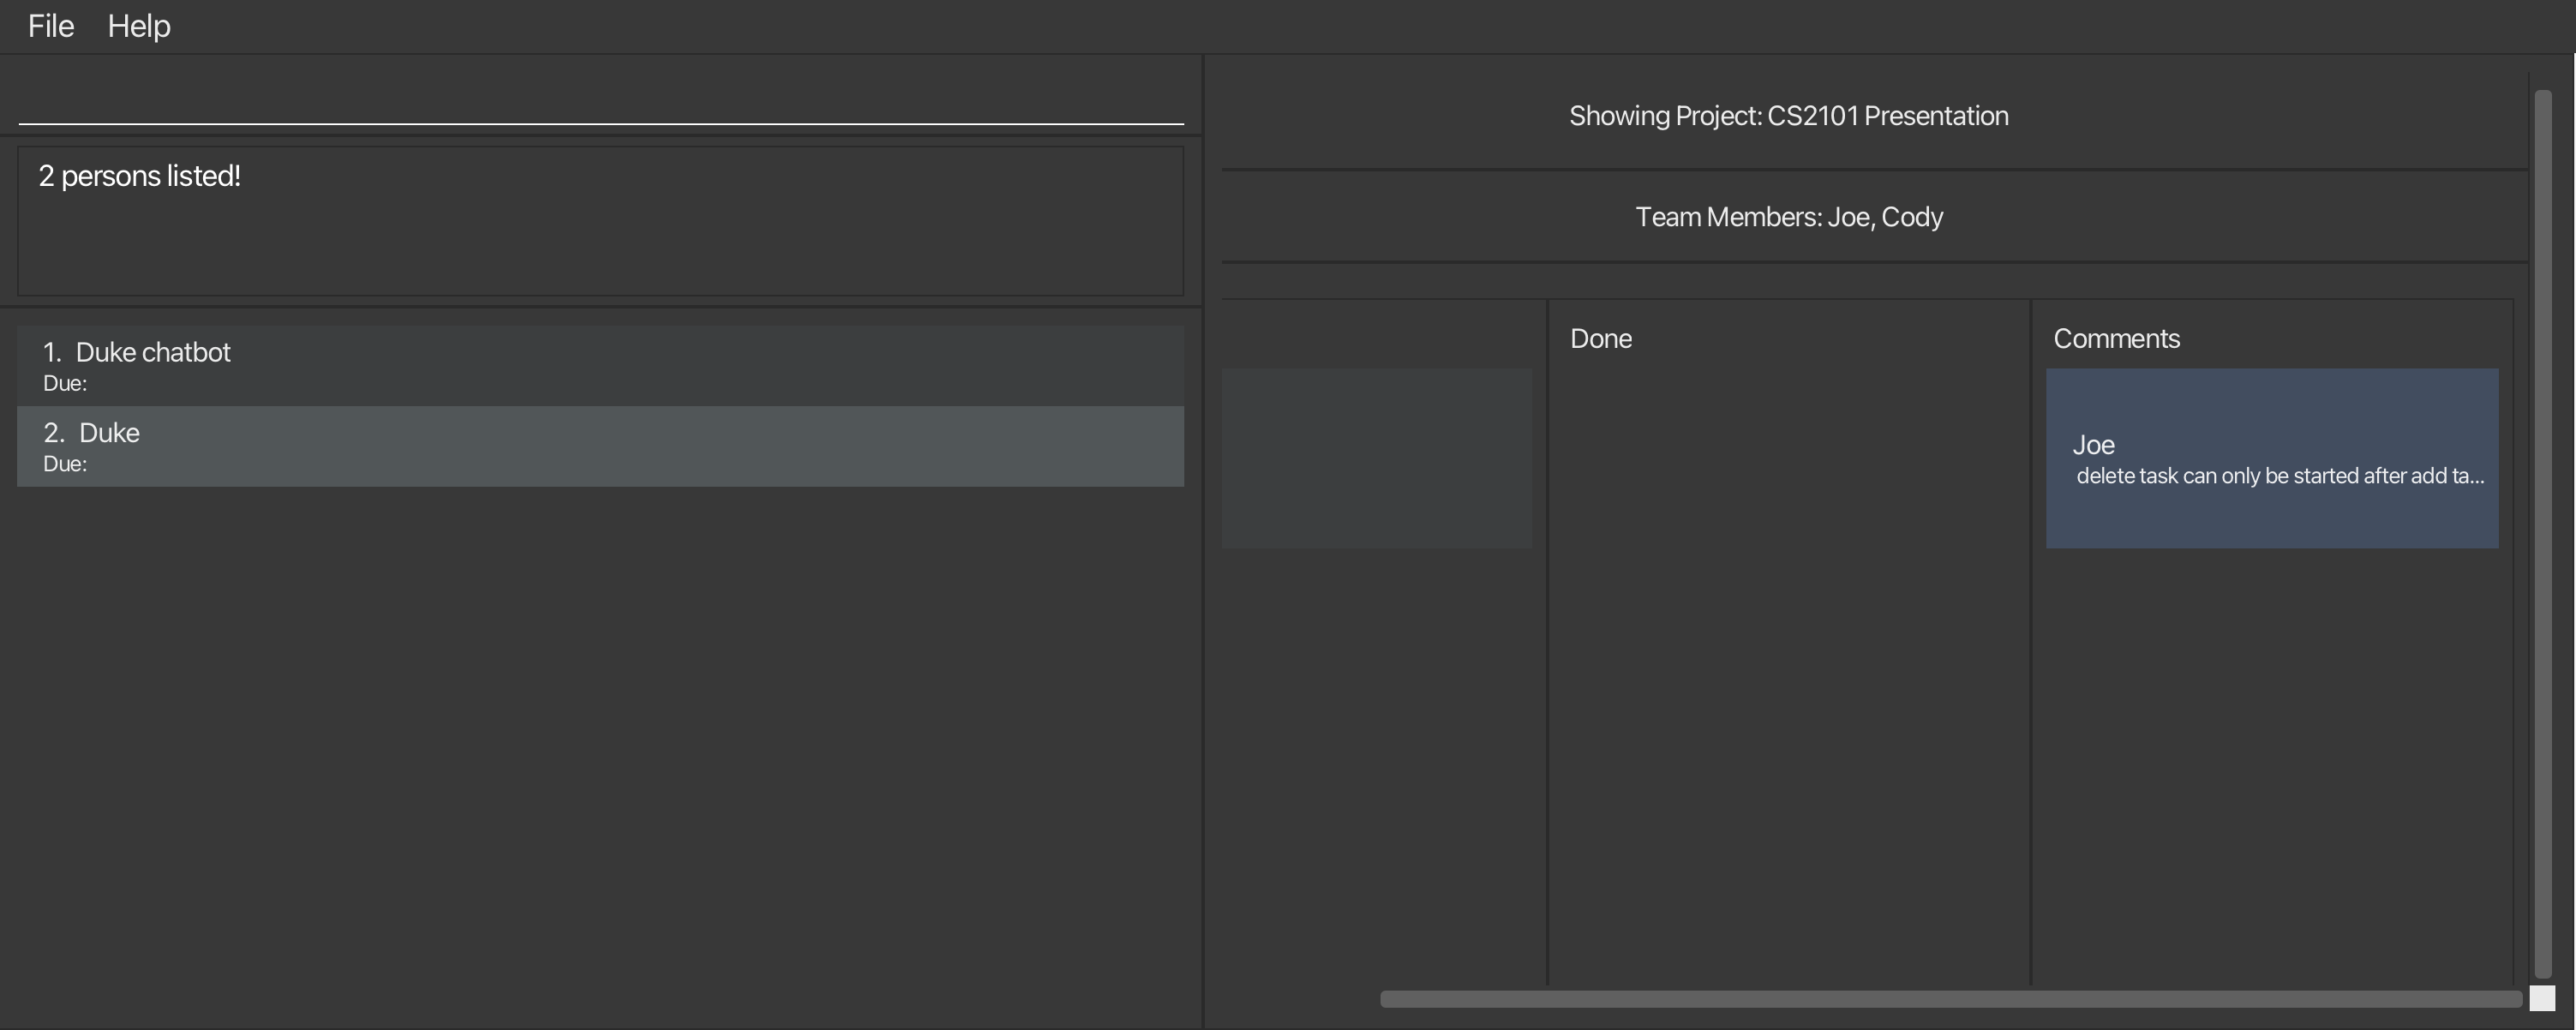 File Help
2 persons listed!
1. Duke chatbot
Due:
2. Duke
Due:
Showing Project: CS2101 Presentation
Team Members: Joe, Cody
Done
Comments
Joe
delete task can only be started after add ta...